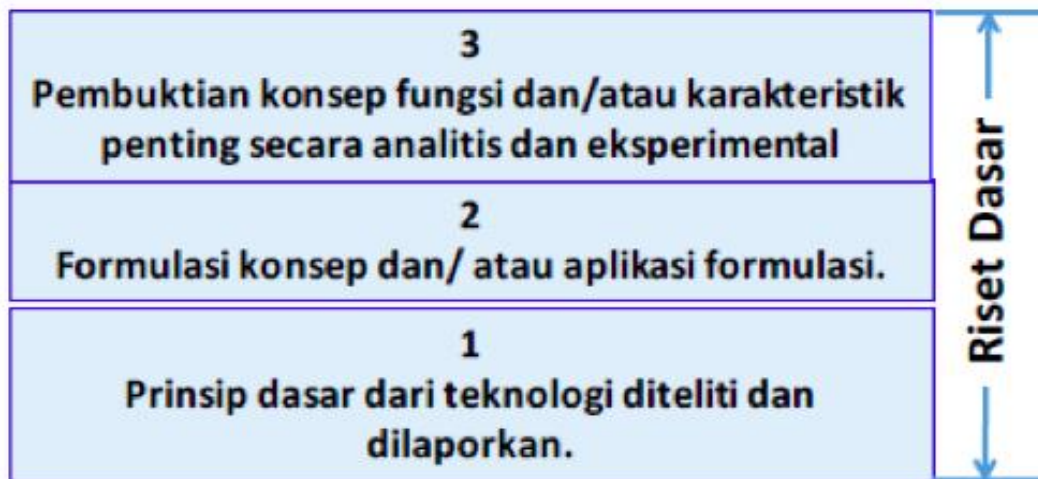 3
Pembuktian konsep fungsi dan/atau karakteristik
penting secara analitis dan eksperimental
2
Formulasi konsep dan/ atau aplikasi formulasi.
1
Prinsip dasar dari teknologi diteliti dan
dilaporkan.
Riset Dasar